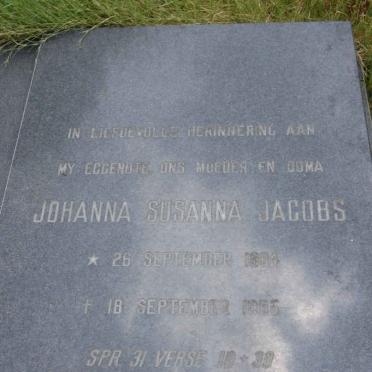 IN LIEFDEVOLLE HERINNERING AAN
MY EGGENOTE ONS MOEDER EN OUMA
JOHANNA SUSANNA JACOBS
★ 26 SEPTEMBER
† 18 SEPTEMBER
SPR 31 VERSE 10